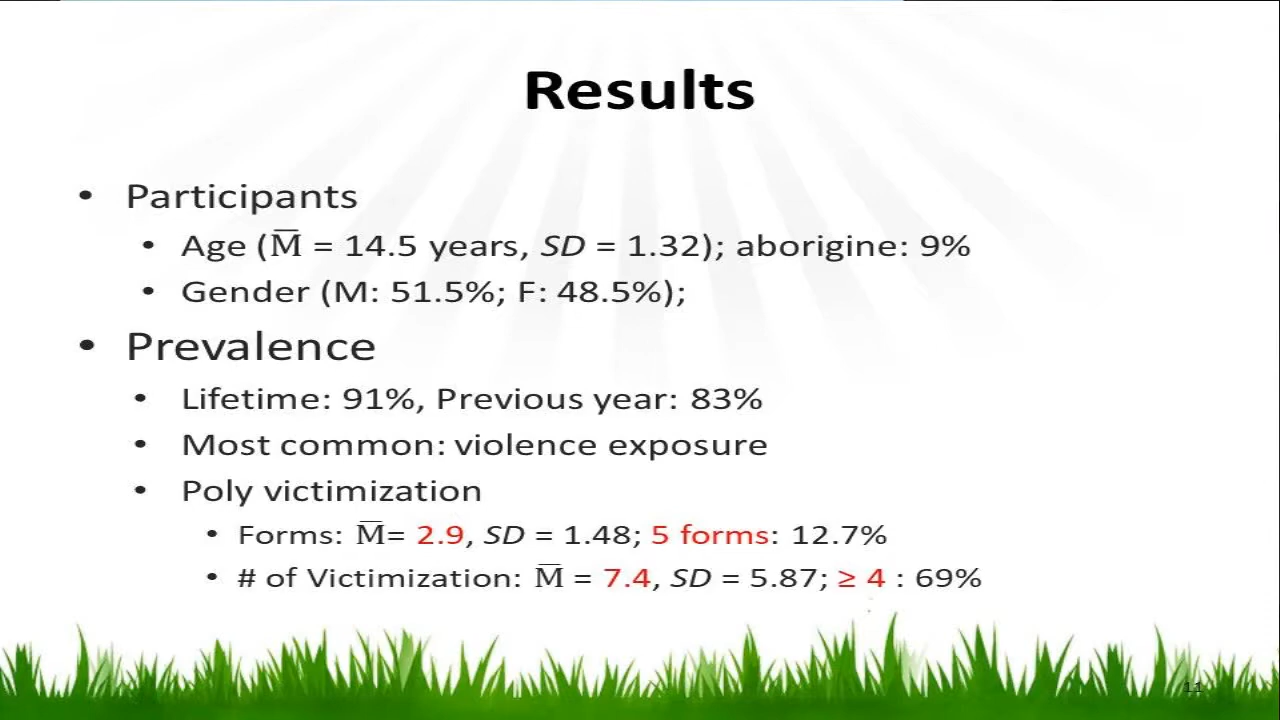 Results
• Participants
• Age (M̅ = 14.5 years, SD = 1.32); aborigine: 9%
• Gender (M: 51.5%; F: 48.5%);
• Prevalence
• Lifetime: 91%, Previous year: 83%
• Most common: violence exposure
• Poly victimization
• Forms: M̅= 2.9, SD = 1.48; 5 forms: 12.7%
• # of Victimization: M̅ = 7.4, SD = 5.87; ≥ 4 : 69%
11